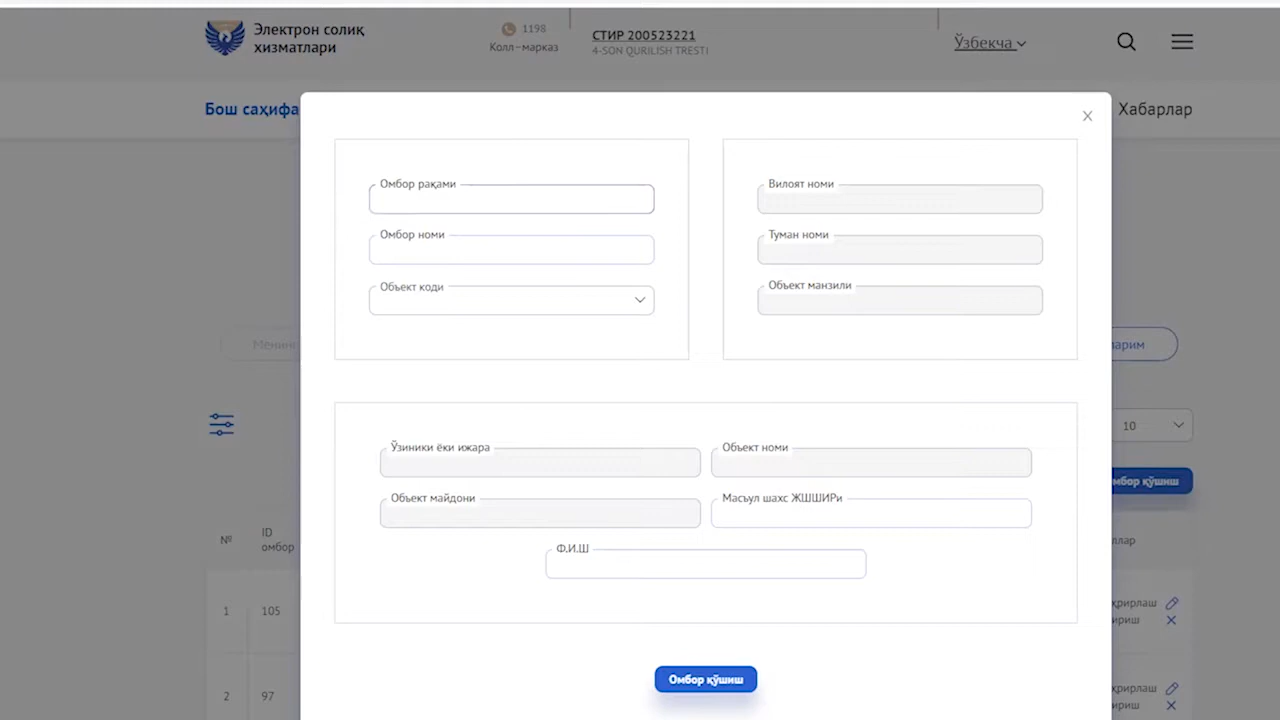 Электрон солиқ
хизматлари
1198
Колл-марказ
СТИР 200523221
4-SON QURILISH TRESTI
Ўзбекча
Бош саҳифа
Хабарлар
Омбор рақами
Омбор номи
Объект коди
Вилоят номи
Туман номи
Объект манзили
Менинг
10
Ўзиники ёки ижара
Объект номи
Объект майдони
Масъул шахс ЖШШИРи
Ф.И.Ш
қўшиш
№
ID
омбор
1
105
2
97
Омбор қўшиш